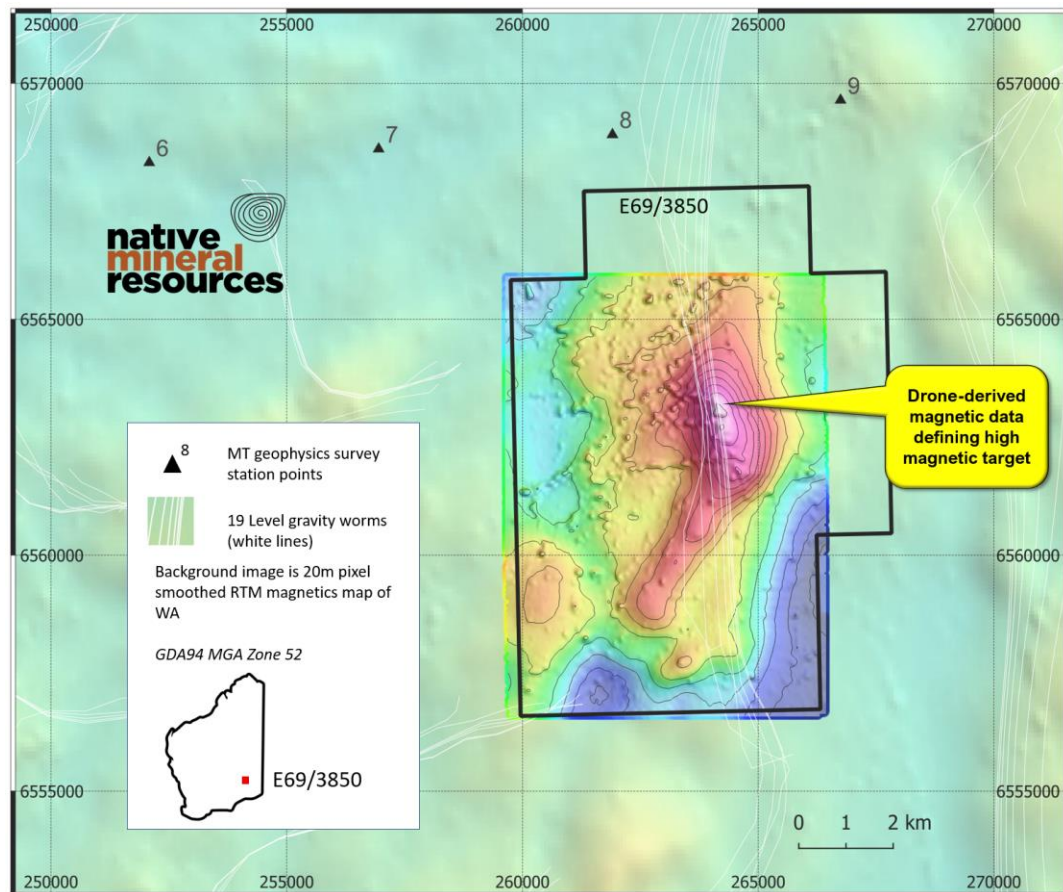 250000 255000 260000 265000 270000
6570000 6570000
9
8
7
6
E69/3850
native
mineral
resources
6565000 6565000
Drone-derived
magnetic data
defining high
magnetic target
8 MT geophysics survey
station points
19 Level gravity worms
(white lines)
6560000 6560000
Background image is 20m pixel
smoothed RTM magnetics map of
WA
GDA94 MGA Zone 52
E69/3850
6555000 6555000
0 1 2 km
250000 255000 260000 265000 270000